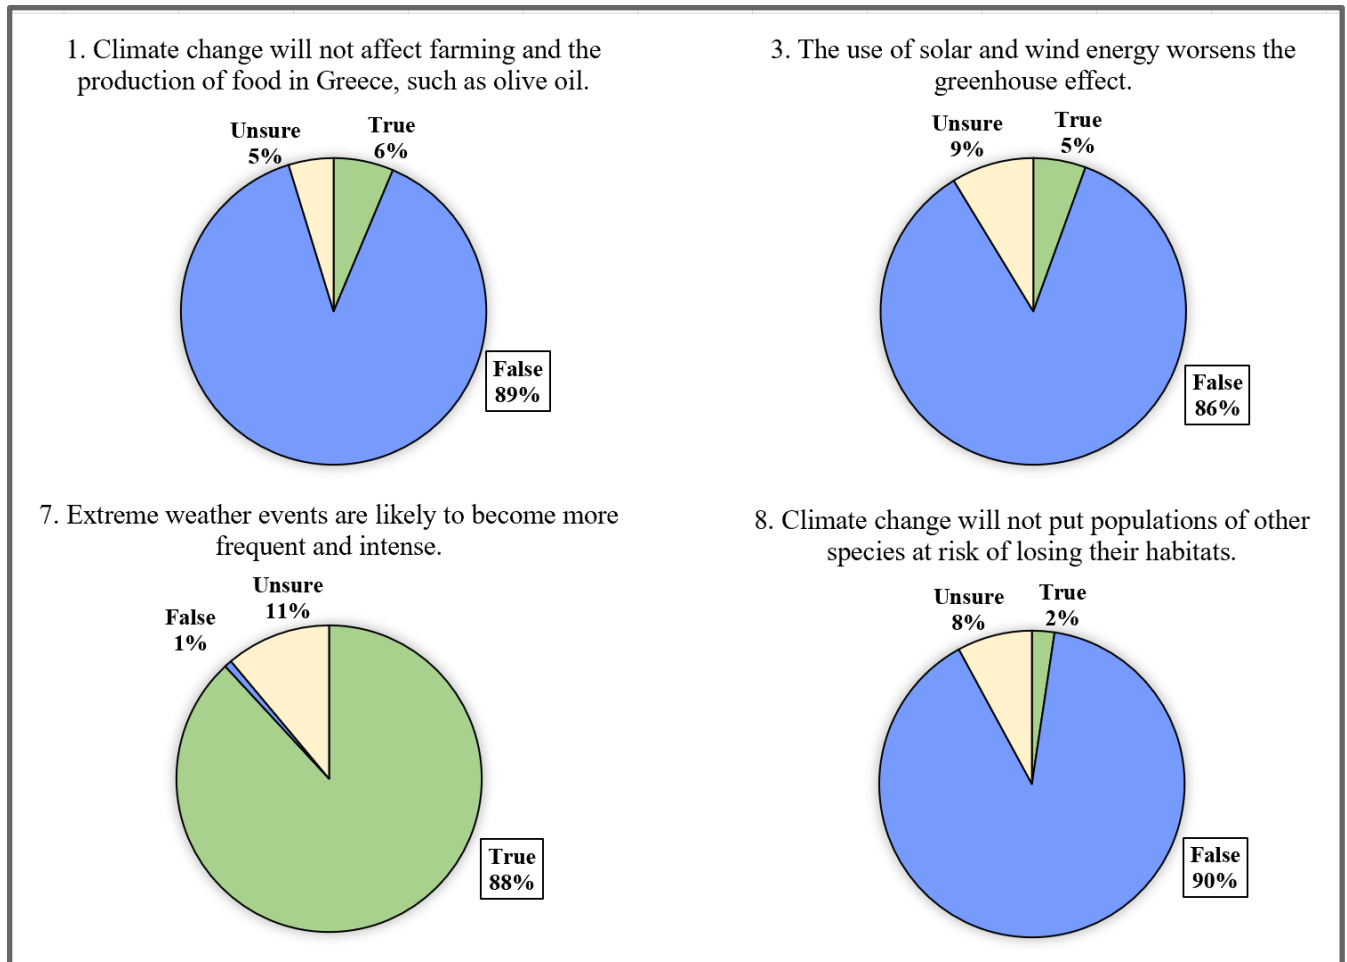 1. Climate change will not affect farming and the
production of food in Greece, such as olive oil.
Unsure
5%
True
6%
False
89%
3. The use of solar and wind energy worsens the
greenhouse effect.
Unsure
9%
True
5%
False
86%
7. Extreme weather events are likely to become more
frequent and intense.
Unsure
11%
False
1%
True
88%
8. Climate change will not put populations of other
species at risk of losing their habitats.
Unsure
8%
True
2%
False
90%